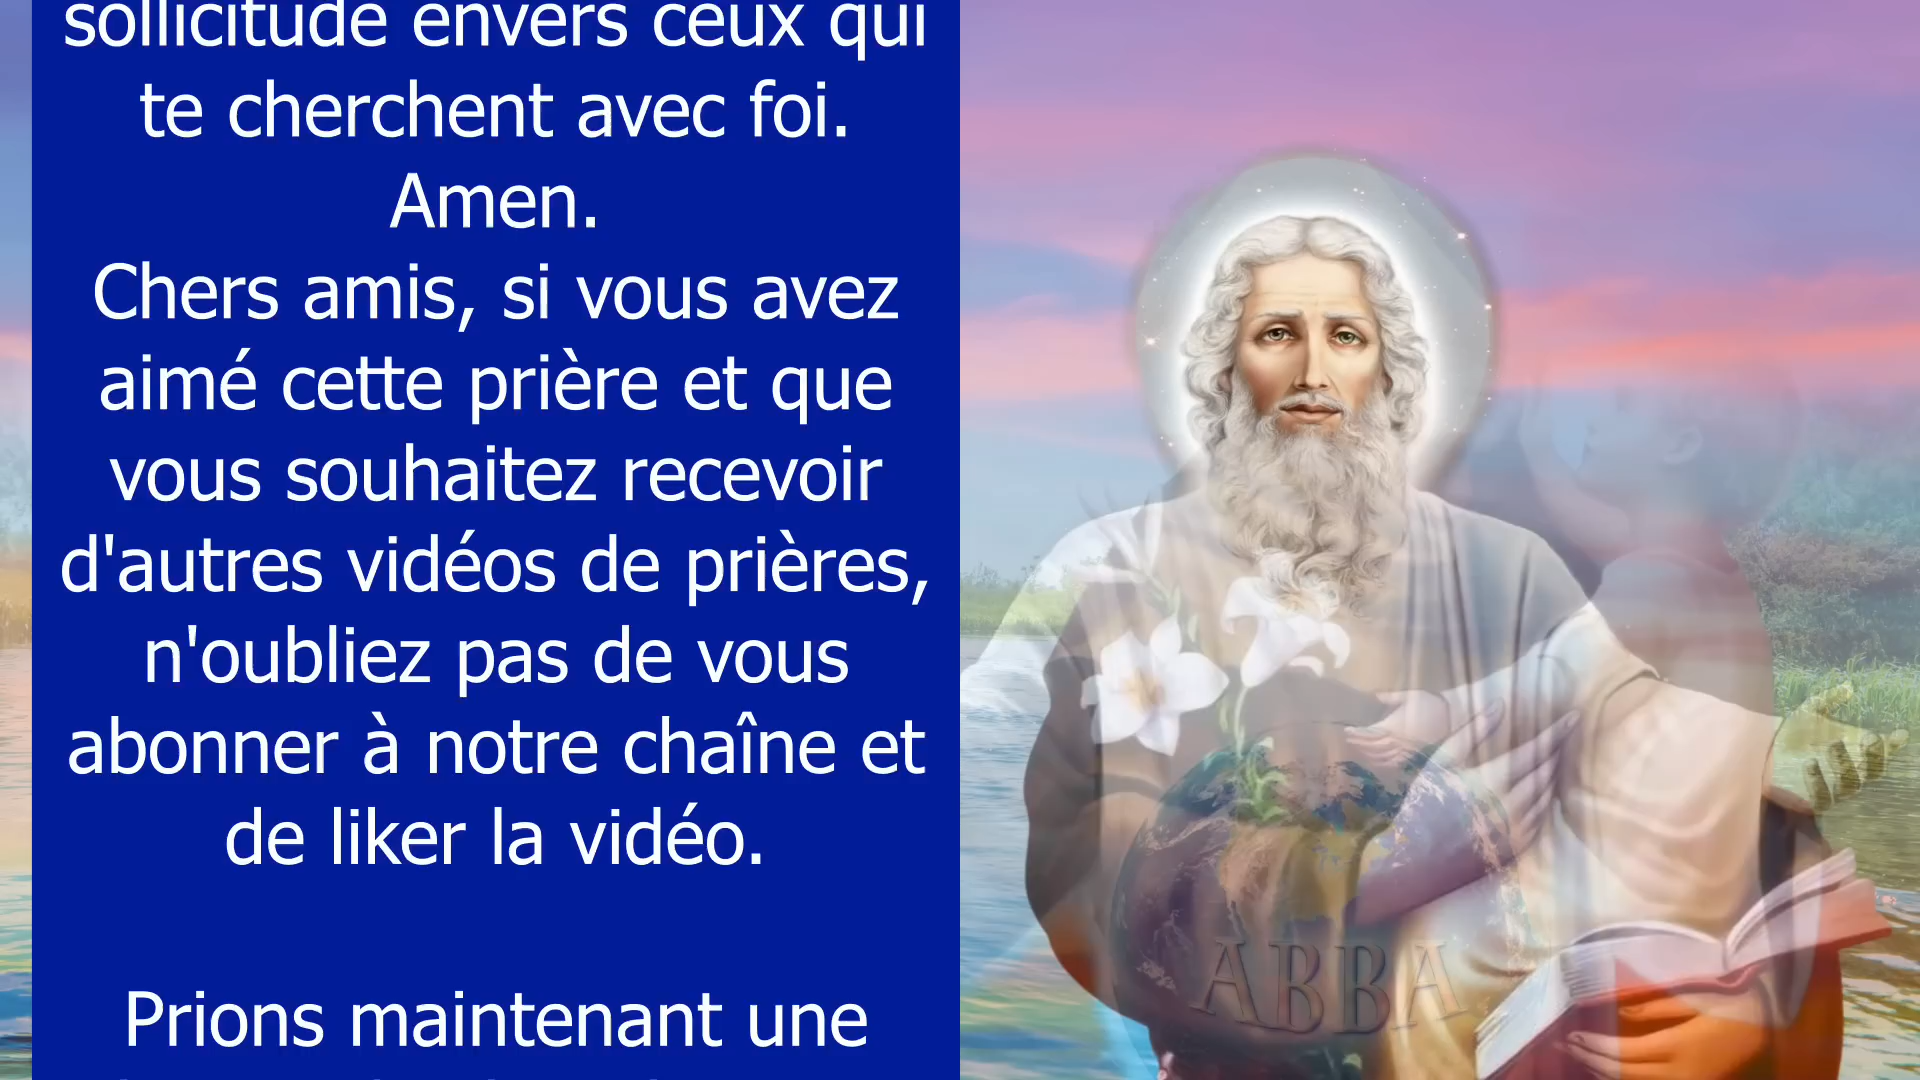 sollicitude envers ceux qui
te cherchent avec foi.
Amen.
Chers amis, si vous avez
aimé cette prière et que
vous souhaitez recevoir
d'autres vidéos de prières,
n'oubliez pas de vous
abonner à notre chaîne et
de liker la vidéo.
Prions maintenant une
ABBA